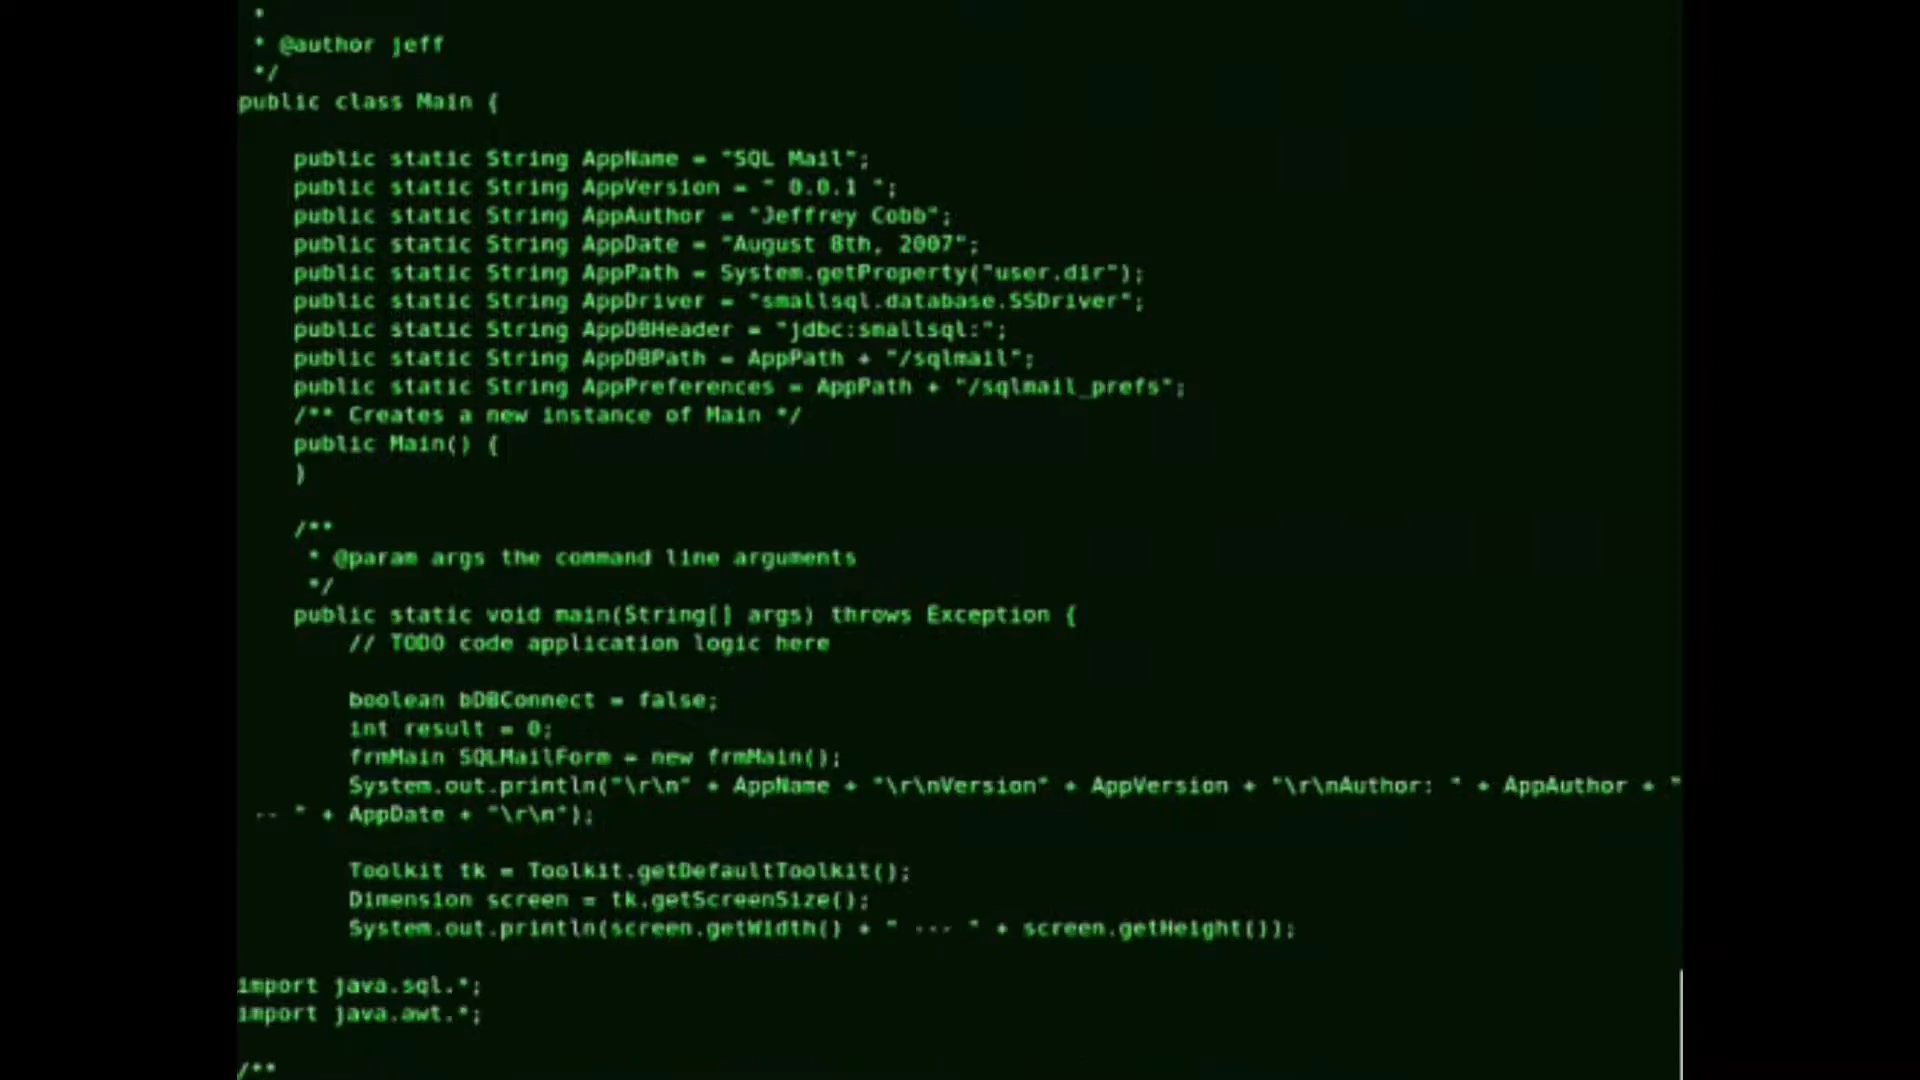 *
* @author jeff
*/
public class Main {
public static String AppName = "SQL Mail";
public static String AppVersion = " 0.0.1 ";
public static String AppAuthor = "Jeffrey Cobb";
public static String AppDate = "August 8th, 2007";
public static String AppPath = System.getProperty("user.dir");
public static String AppDriver = "smallsql.database.SSDriver";
public static String AppDBHeader = "jdbc:smallsql:";
public static String AppDBPath = AppPath + "/sqlmail";
public static String AppPreferences = AppPath + "/sqlmail_prefs";
/** Creates a new instance of Main */
public Main() {
}
/**
* @param args the command line arguments
*/
public static void main(String[] args) throws Exception {
// TODO code application logic here
boolean bDBConnect = false;
int result = 0;
frmMain SQLMailForm = new frmMain();
System.out.println("\r\n" + AppName + "\r\nVersion" + AppVersion + "\r\nAuthor: " + AppAuthor + "
-- " + AppDate + "\r\n");
Toolkit tk = Toolkit.getDefaultToolkit();
Dimension screen = tk.getScreenSize();
System.out.println(screen.getWidth() + " --- " + screen.getHeight());
import java.sql.*;
import java.awt.*;
/**